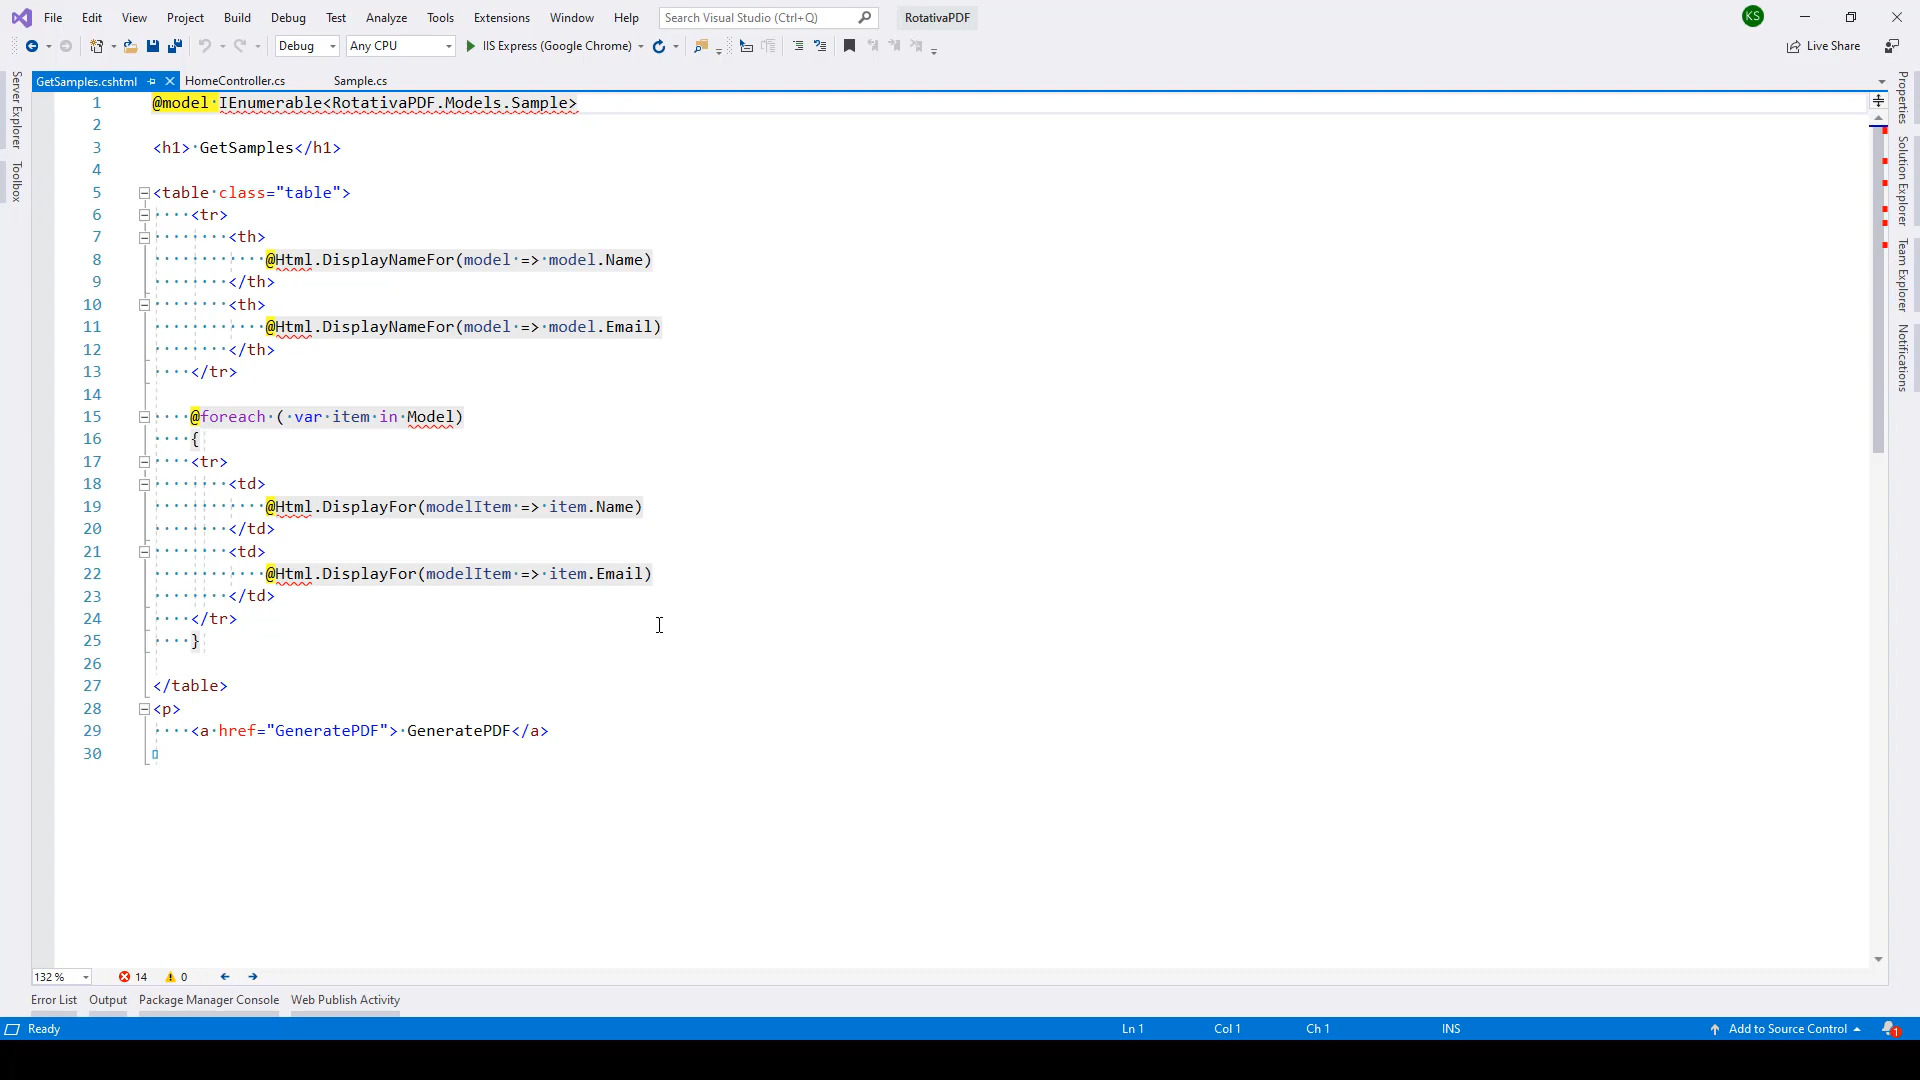 File Edit View Project Build Debug Test Analyze Tools Extensions Window Help Search Visual Studio (Ctrl+Q) RotativaPDF KS
Debug Any CPU IIS Express (Google Chrome) Live Share
GetSamples.cshtml HomeController.cs Sample.cs
Server Explorer
Toolbox
1 @model IEnumerable<RotativaPDF.Models.Sample>
2
3 <h1> GetSamples</h1>
4
5 <table class="table">
6 <tr>
7 <th>
8 @Html.DisplayNameFor(model => model.Name)
9 </th>
10 <th>
11 @Html.DisplayNameFor(model => model.Email)
12 </th>
13 </tr>
14
15 @foreach ( var item in Model)
16 {
17 <tr>
18 <td>
19 @Html.DisplayFor(modelItem => item.Name)
20 </td>
21 <td>
22 @Html.DisplayFor(modelItem => item.Email)
23 </td>
24 </tr>
25 }
26
27 </table>
28 <p>
29 <a href="GeneratePDF"> GeneratePDF</a>
30
Properties
Solution Explorer
Team Explorer
Notifications
132 % 14 0
Error List Output Package Manager Console Web Publish Activity
Ready Ln 1 Col 1 Ch 1 INS Add to Source Control 1